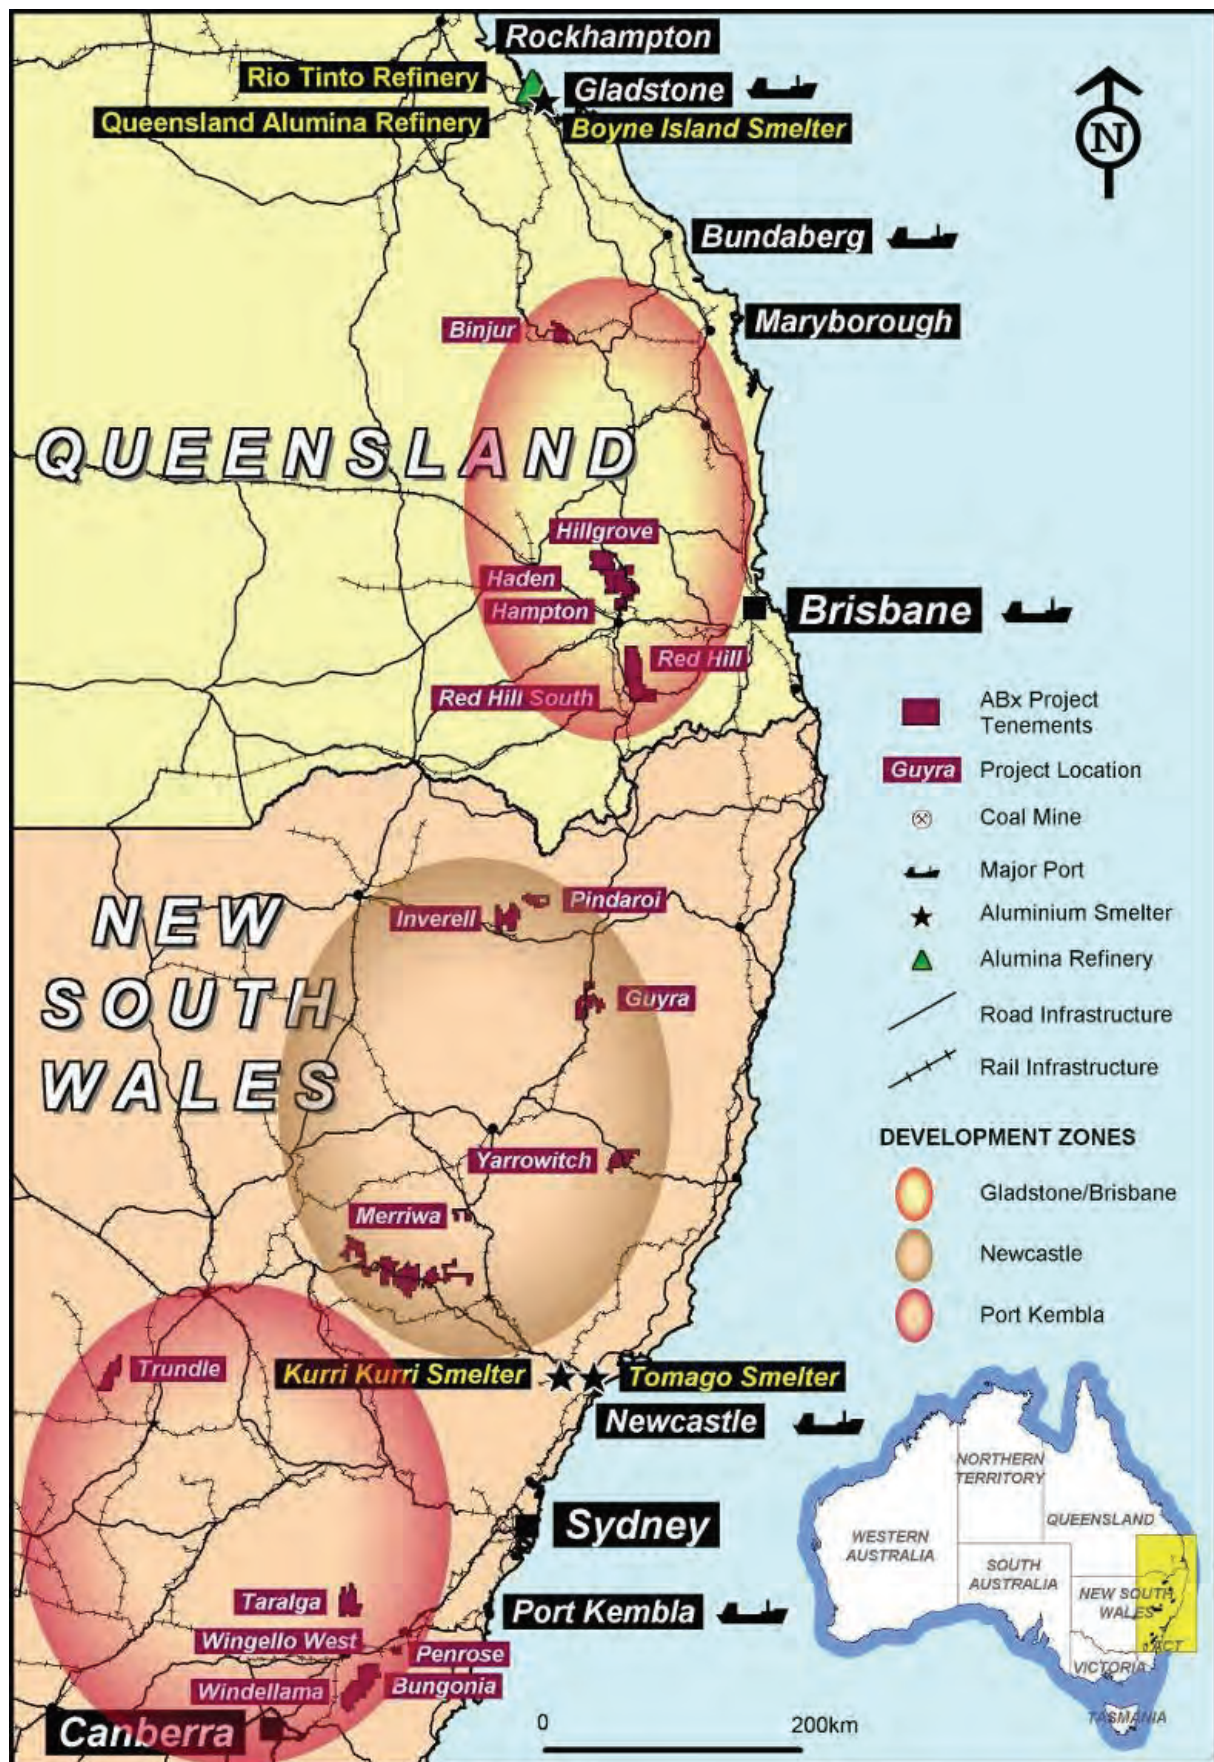 Rockhampton
Rio Tinto Refinery
Gladstone
Queensland Alumina Refinery
Boyne Island Smelter
N
Bundaberg
Binjur
Maryborough
QUEENSLAND
Hillgrove
Haden
Hampton
Brisbane
Red Hill
Red Hill South
ABx Project
Tenements
Guyra
Project Location
Coal Mine
Major Port
Aluminium Smelter
Alumina Refinery
Road Infrastructure
Rail Infrastructure
DEVELOPMENT ZONES
Gladstone/Brisbane
Newcastle
Port Kembla
NEW
SOUTH
WALES
Pindaroi
Inverell
Guyra
Yarrowitch
Merriwa
Trundle
Kurri Kurri Smelter
Tomago Smelter
Newcastle
Sydney
Port Kembla
Taralga
Wingello West
Penrose
Windellama
Bungonia
Canberra
0
200km
NORTHERN
TERRITORY
QUEENSLAND
WESTERN
AUSTRALIA
SOUTH
AUSTRALIA
NEW SOUTH
WALES
ACT
VICTORIA
TASMANIA